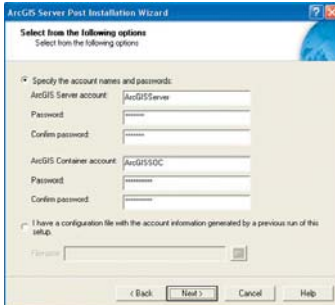 ArcGIS Server Post Installation Wizard
Select from the following options
Select from the following options
Specify the account names and passwords:
ArcGIS Server account: ArcGISServer
Password:
Confirm password:
ArcGIS Container account: ArcGISSOC
Password:
Confirm password:
I have a configuration file with the account information generated by a previous run of this
setup.
Filename:
< Back Next > Cancel Help